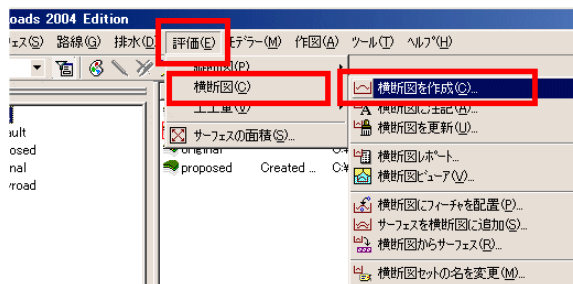 oads 2004 Edition
ｪｽ(S) 路線(G) 排水(D 評価(E) モデラー(M) 作図(A) ツール(T) ヘルプ(H)
横断図(C)
土工量(V)
サーフェスの面積(S)...
横断図を作成(C)...
横断図に注記(A)...
横断図を更新(U)...
横断図レポート...
横断図ビューア(V)...
横断図にフィーチャを配置(P)...
サーフェスを横断図に追加(S)...
横断図からサーフェス(R)...
横断図セットの名を変更(M)...
ault
osed
nal
yroad
original
proposed Created ... C:¥